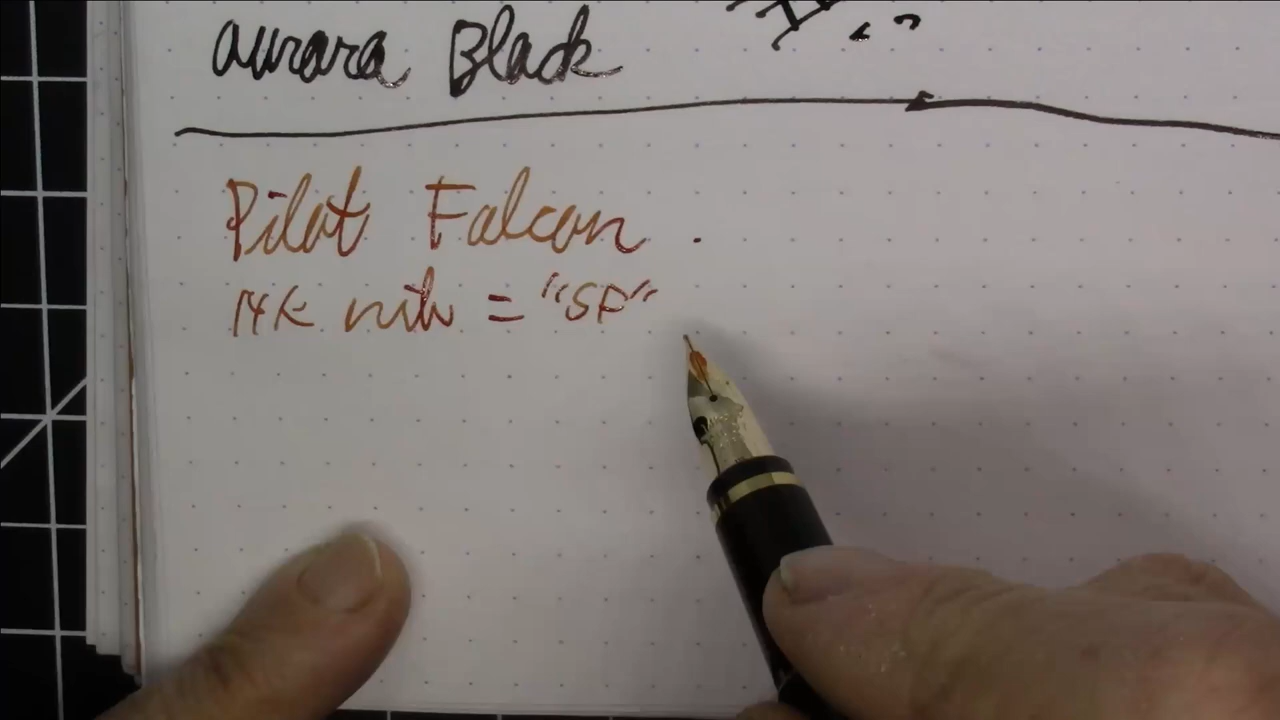 aurora Black
Pilot Falcon .
14K nib = "SF"